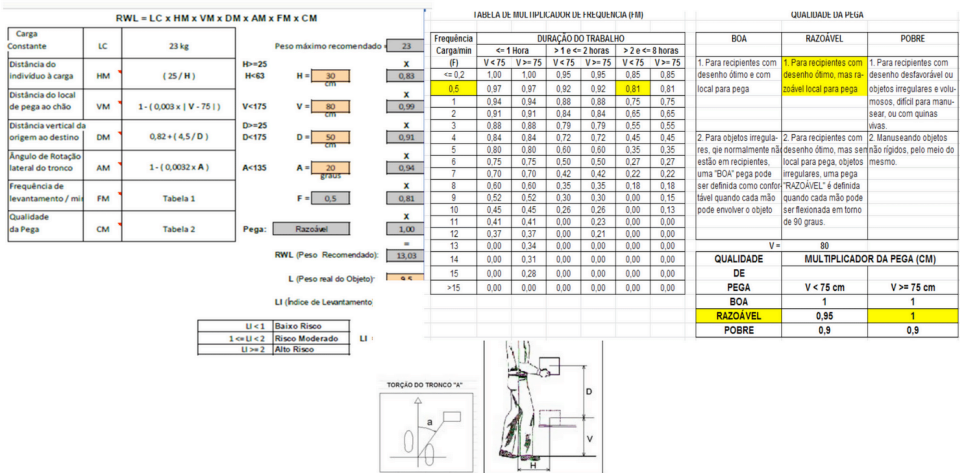 RWL = LC x HM x VM x DM x AM x FM x CM
Carga
Constante LC 23 kg Peso máximo recomendado = 23
Distância do
indivíduo à carga HM ( 25 / H )
H>=25
H<63 H = 30 X
cm 0,83
Distância do local
de pega ao chão VM 1 - ( 0,003 x | V - 75 | )
V<175 V = 80 X
cm 0,99
Distância vertical da
origem ao destino DM 0,82 + ( 4,5 / D )
D>=25
D<175 D = 50 X
cm 0,91
Ângulo de Rotação
lateral do tronco AM 1 - ( 0,0032 x A )
A<135 A = 20 X
graus 0,94
Frequência de
levantamento / mi FM Tabela 1
F = 0,5 X
0,81
Qualidade
da Pega CM Tabela 2
Pega: Razoável X
1,00
=
RWL (Peso Recomendado): 13,03
L (Peso real do Objeto): 9,5
LI (Índice de Levantamento)
LI < 1 Baixo Risco
1 <= LI < 2 Risco Moderado LI
LI >= 2 Alto Risco
TABELA DE MULTIPLICADOR DE FREQUENCIA (FM)
Frequência DURAÇÃO DO TRABALHO
Carga/min <= 1 Hora > 1 e <= 2 horas > 2 e <= 8 horas
(F) V < 75 V >= 75 V < 75 V >= 75 V < 75 V >= 75
<= 0,2 1,00 1,00 0,95 0,95 0,85 0,85
0,5 0,97 0,97 0,92 0,92 0,81 0,81
1 0,94 0,94 0,88 0,88 0,75 0,75
2 0,91 0,91 0,84 0,84 0,65 0,65
3 0,88 0,88 0,79 0,79 0,55 0,55
4 0,84 0,84 0,72 0,72 0,45 0,45
5 0,80 0,80 0,60 0,60 0,35 0,35
6 0,75 0,75 0,50 0,50 0,27 0,27
7 0,70 0,70 0,42 0,42 0,22 0,22
8 0,60 0,60 0,35 0,35 0,18 0,18
9 0,52 0,52 0,30 0,30 0,00 0,15
10 0,45 0,45 0,26 0,26 0,00 0,13
11 0,41 0,41 0,00 0,23 0,00 0,00
12 0,37 0,37 0,00 0,21 0,00 0,00
13 0,00 0,34 0,00 0,00 0,00 0,00
14 0,00 0,31 0,00 0,00 0,00 0,00
15 0,00 0,28 0,00 0,00 0,00 0,00
>15 0,00 0,00 0,00 0,00 0,00 0,00
QUALIDADE DA PEGA
BOA
1. Para recipientes com
desenho ótimo e com
local para pega
2. Para objetos irregula-
res, qie normalmente não
estão em recipientes,
uma "BOA" pega pode
ser definida como confor-
tável quando cada mão
pode envolver o objeto
RAZOÁVEL
1. Para recipientes com
desenho ótimo, mas ra-
zoável local para pega
2. Para recipientes com
desenho ótimo, mas sem
local para pega, objetos
irregulares, uma pega
"RAZOÁVEL" é definida
quando cada mão pode
ser flexionada em torno
de 90 graus.
POBRE
1. Para recipientes com
desenho desfavorável ou
objetos irregulares e volu-
mosos, difícil para manu-
sear, ou com quinas
vivas.
2. Manuseando objetos
não rígidos, pelo meio do
mesmo.
V = 80
QUALIDADE MULTIPLICADOR DA PEGA (CM)
DE
PEGA V < 75 cm V >= 75 cm
BOA 1 1
RAZOÁVEL 0,95 1
POBRE 0,9 0,9
TORÇÃO DO TRONCO "A"
a
D
V
H